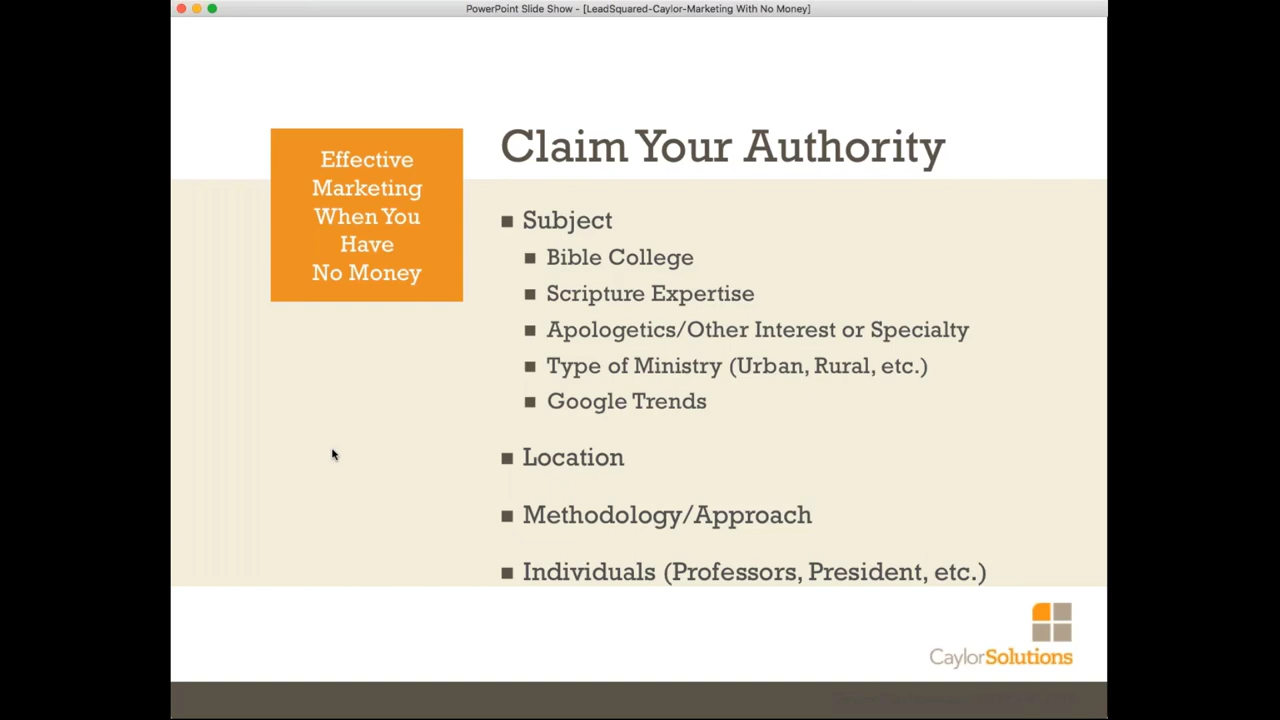 PowerPoint Slide Show - [LeadSquared-Caylor-Marketing With No Money]
Effective
Marketing
When You
Have
No Money
Claim Your Authority
■ Subject
■ Bible College
■ Scripture Expertise
■ Apologetics/Other Interest or Specialty
■ Type of Ministry (Urban, Rural, etc.)
■ Google Trends
■ Location
■ Methodology/Approach
■ Individuals (Professors, President, etc.)
CaylorSolutions